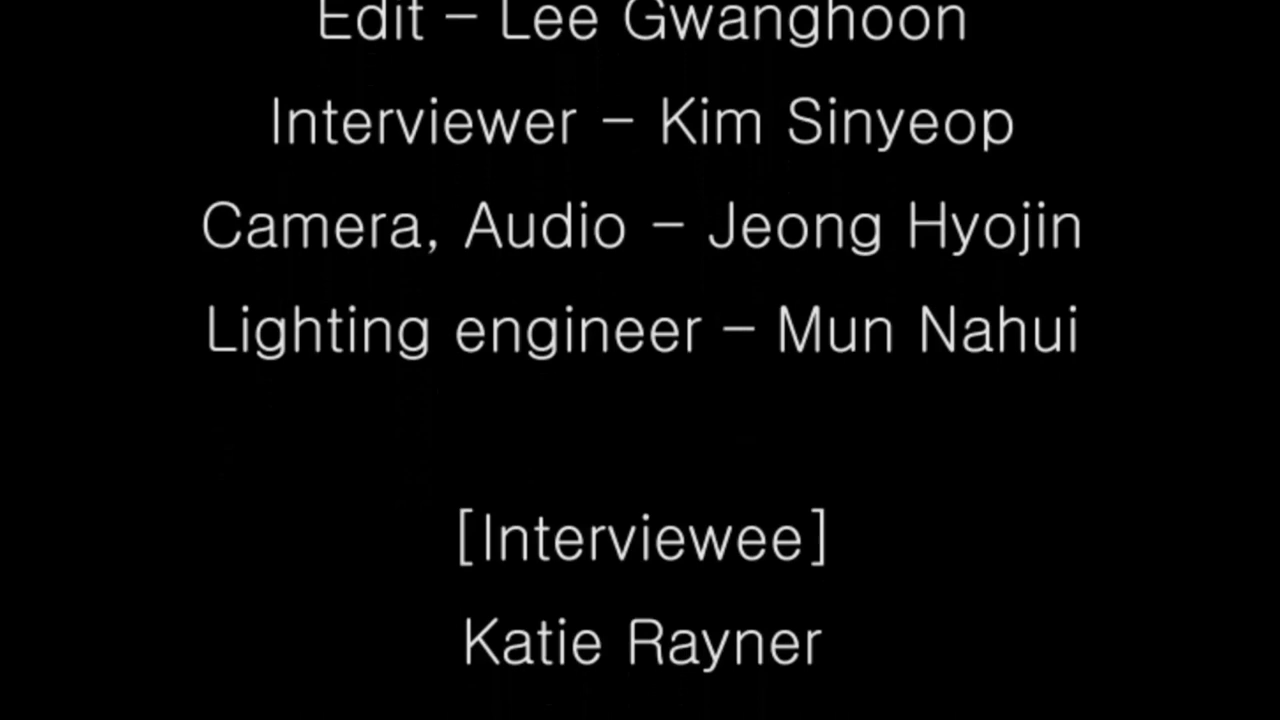 Edit – Lee Gwanghoon
Interviewer – Kim Sinyeop
Camera, Audio – Jeong Hyojin
Lighting engineer – Mun Nahui
[Interviewee]
Katie Rayner